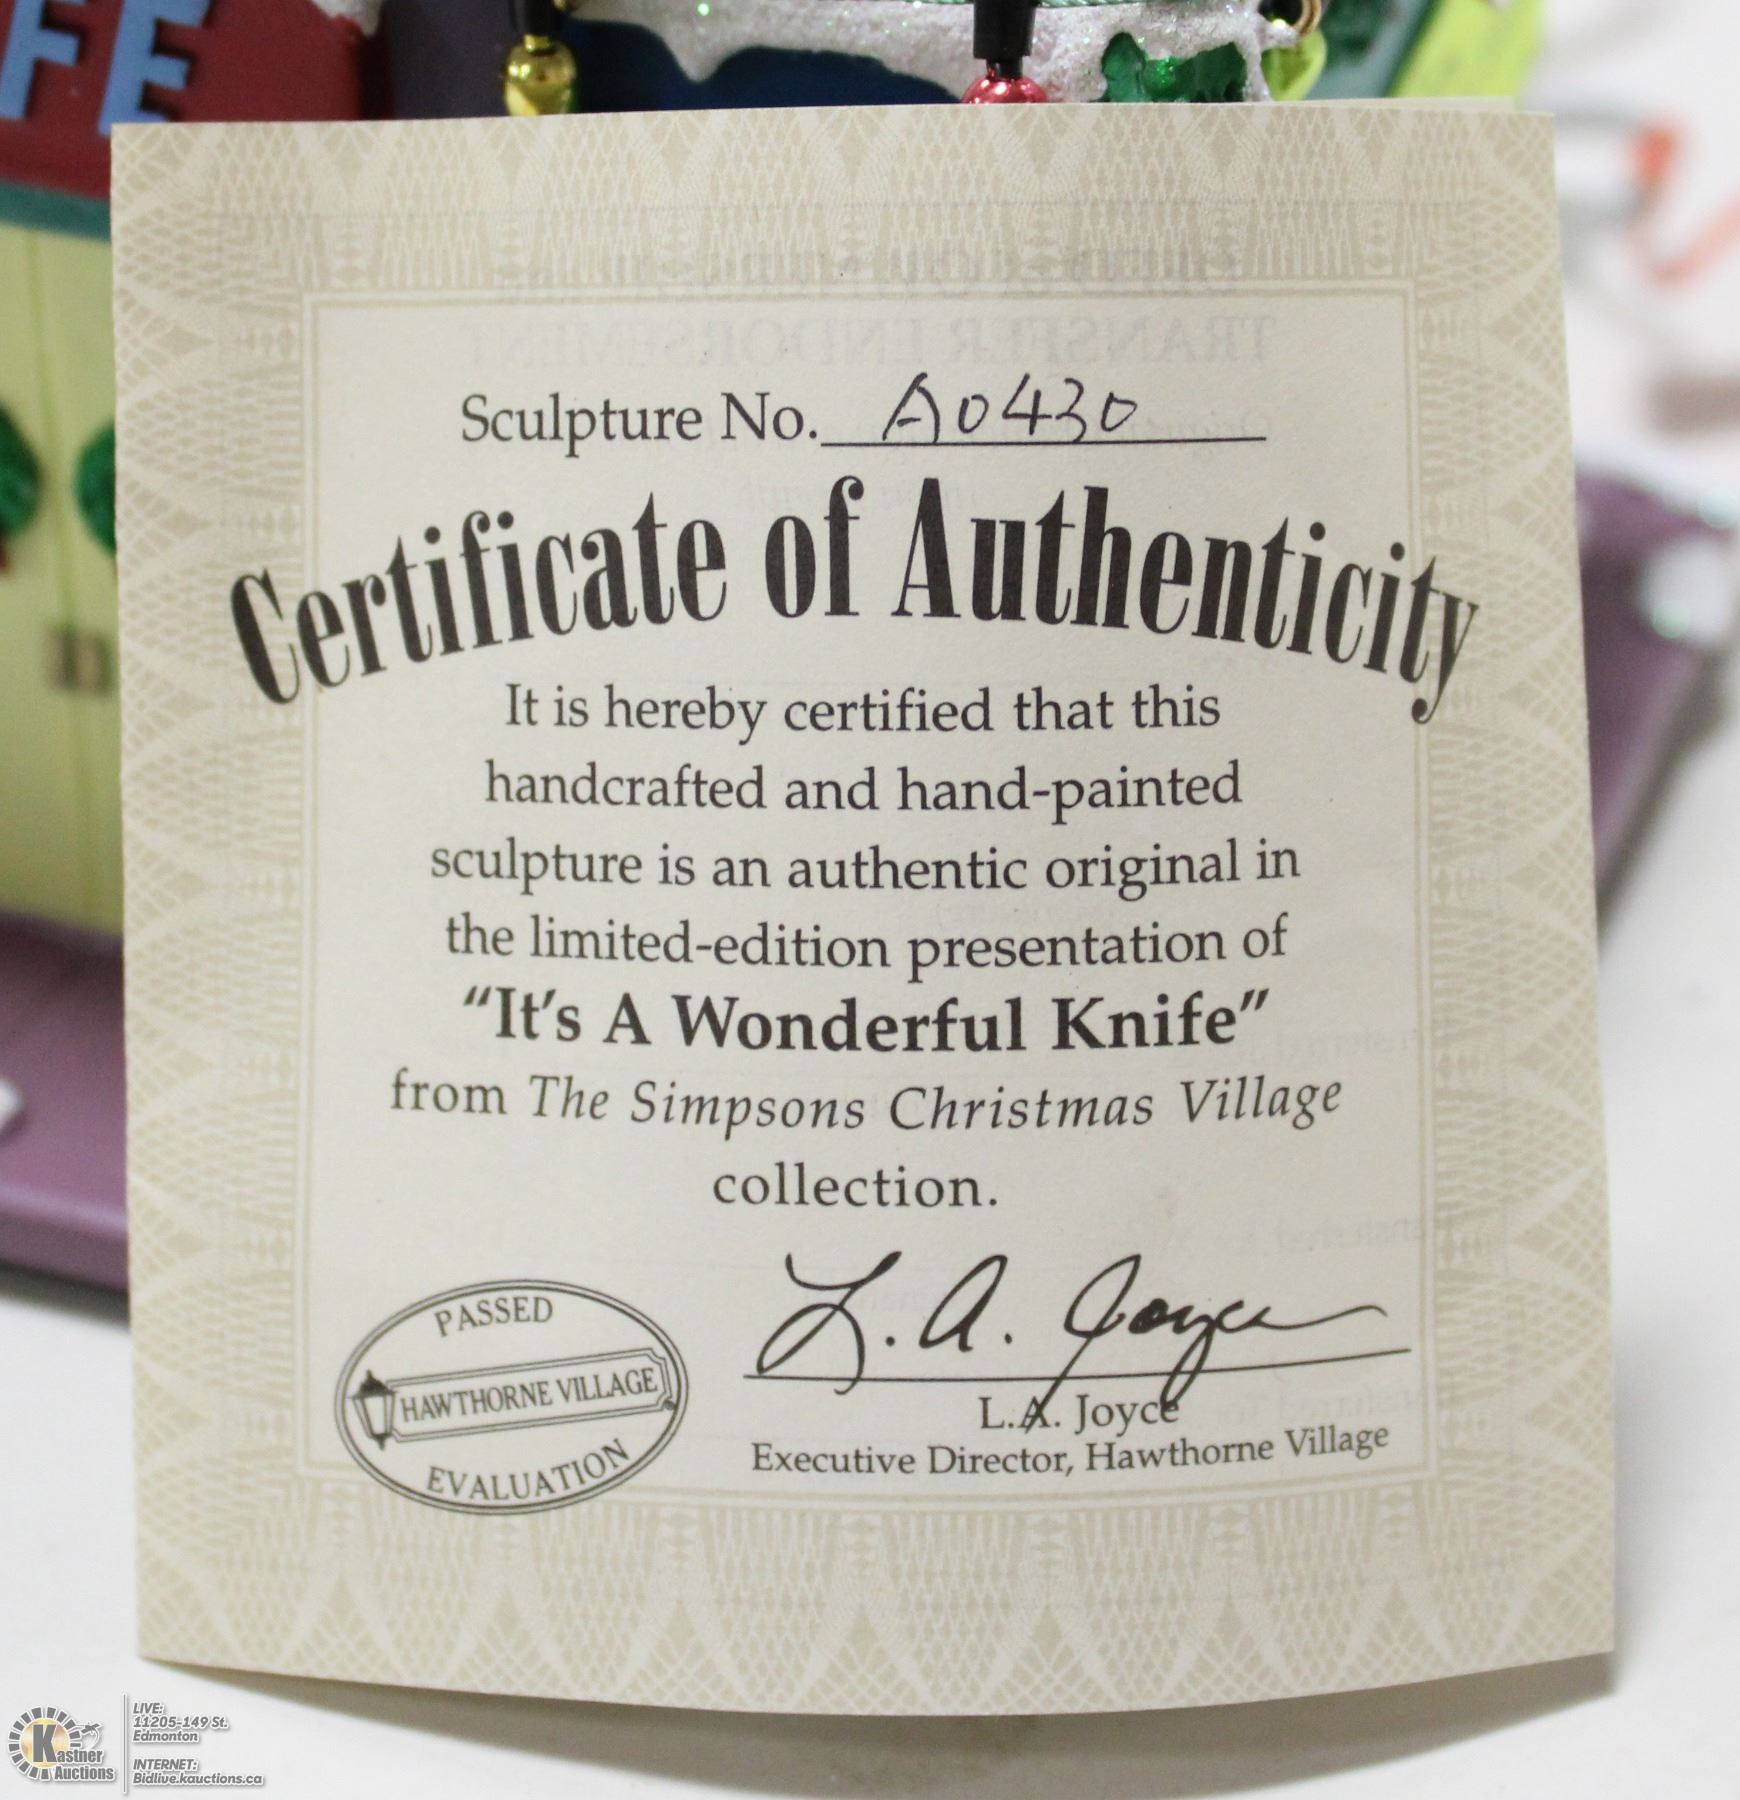 FE
TRANSFER ENDORSEMENT
Sculpture No. A0430
Certificate of Authenticity
It is hereby certified that this
handcrafted and hand-painted
sculpture is an authentic original in
the limited-edition presentation of
"It's A Wonderful Knife"
from The Simpsons Christmas Village
collection.
PASSED
HAWTHORNE VILLAGE
EVALUATION
L. A. Joyce
L.A. Joyce
Executive Director, Hawthorne Village
Kastner
Auctions
LIVE:
11205-149 St.
Edmonton
INTERNET:
Bidlive.kauctions.ca